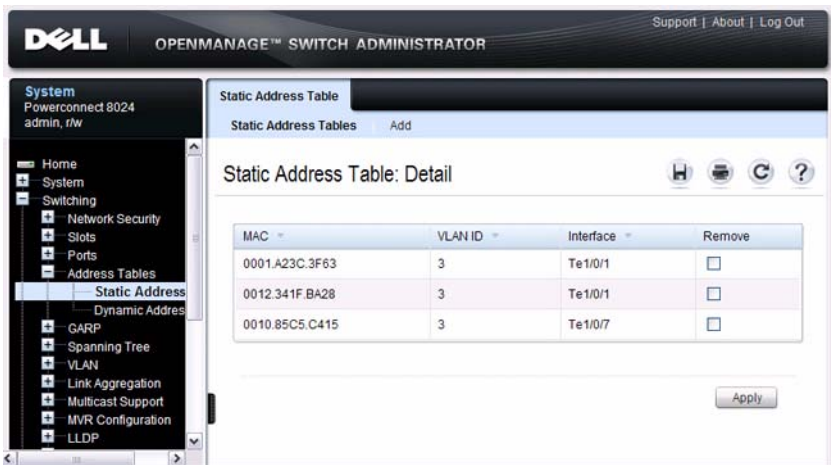 Support | About | Log Out
DELL OPENMANAGE™ SWITCH ADMINISTRATOR
System
Powerconnect 8024
admin, r/w
Home
System
Switching
Network Security
Slots
Ports
Address Tables
Static Address
Dynamic Addres
GARP
Spanning Tree
VLAN
Link Aggregation
Multicast Support
MVR Configuration
LLDP
Static Address Table
Static Address Tables Add
Static Address Table: Detail
MAC VLAN ID Interface Remove
0001.A23C.3F63 3 Te1/0/1
0012.341F.BA28 3 Te1/0/1
0010.85C5.C415 3 Te1/0/7
Apply